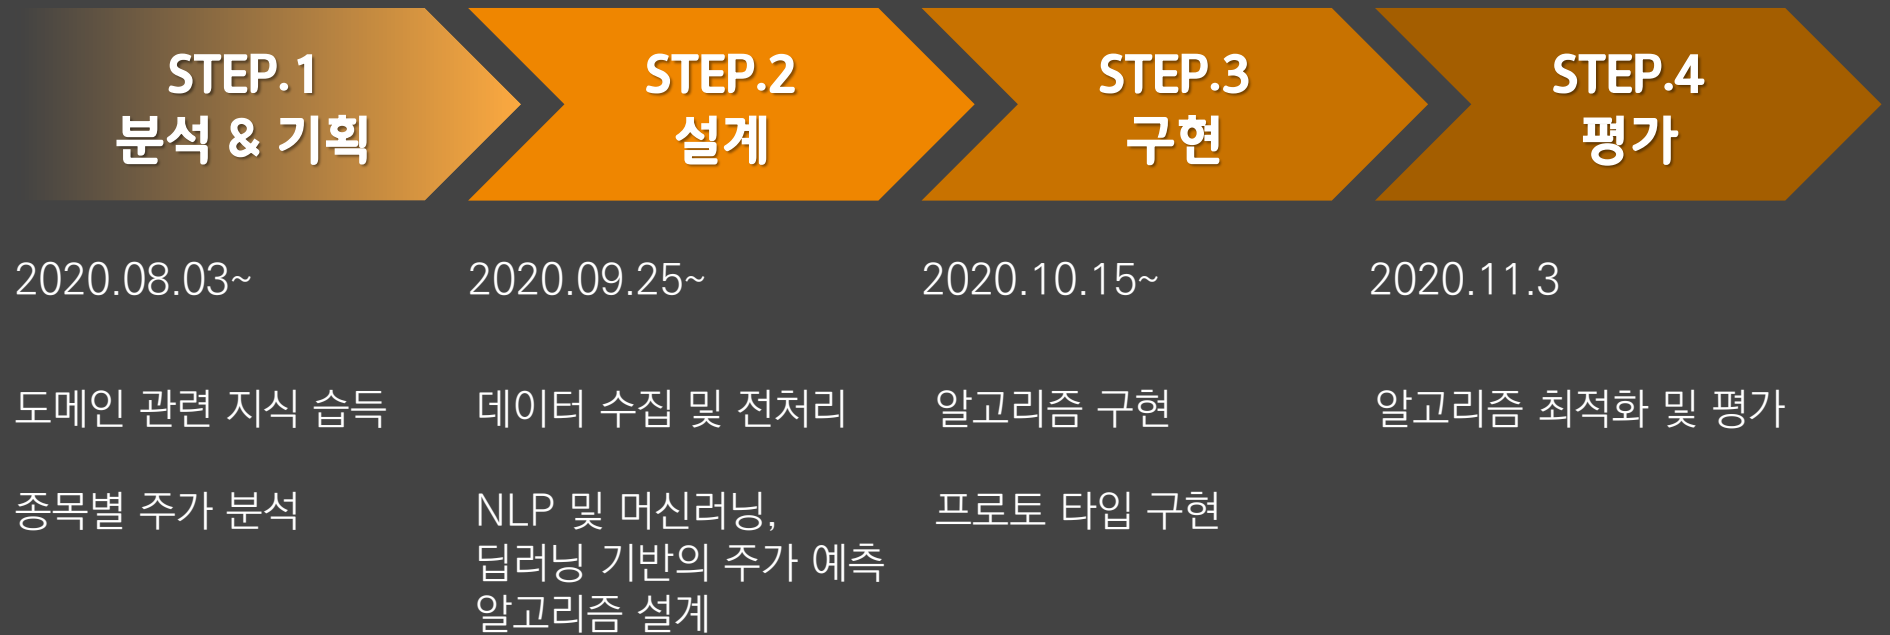 STEP.1
분석 & 기획
STEP.2
설계
STEP.3
구현
STEP.4
평가
2020.08.03~
2020.09.25~
2020.10.15~
2020.11.3
도메인 관련 지식 습득
종목별 주가 분석
데이터 수집 및 전처리
NLP 및 머신러닝,
딥러닝 기반의 주가 예측
알고리즘 설계
알고리즘 구현
프로토 타입 구현
알고리즘 최적화 및 평가